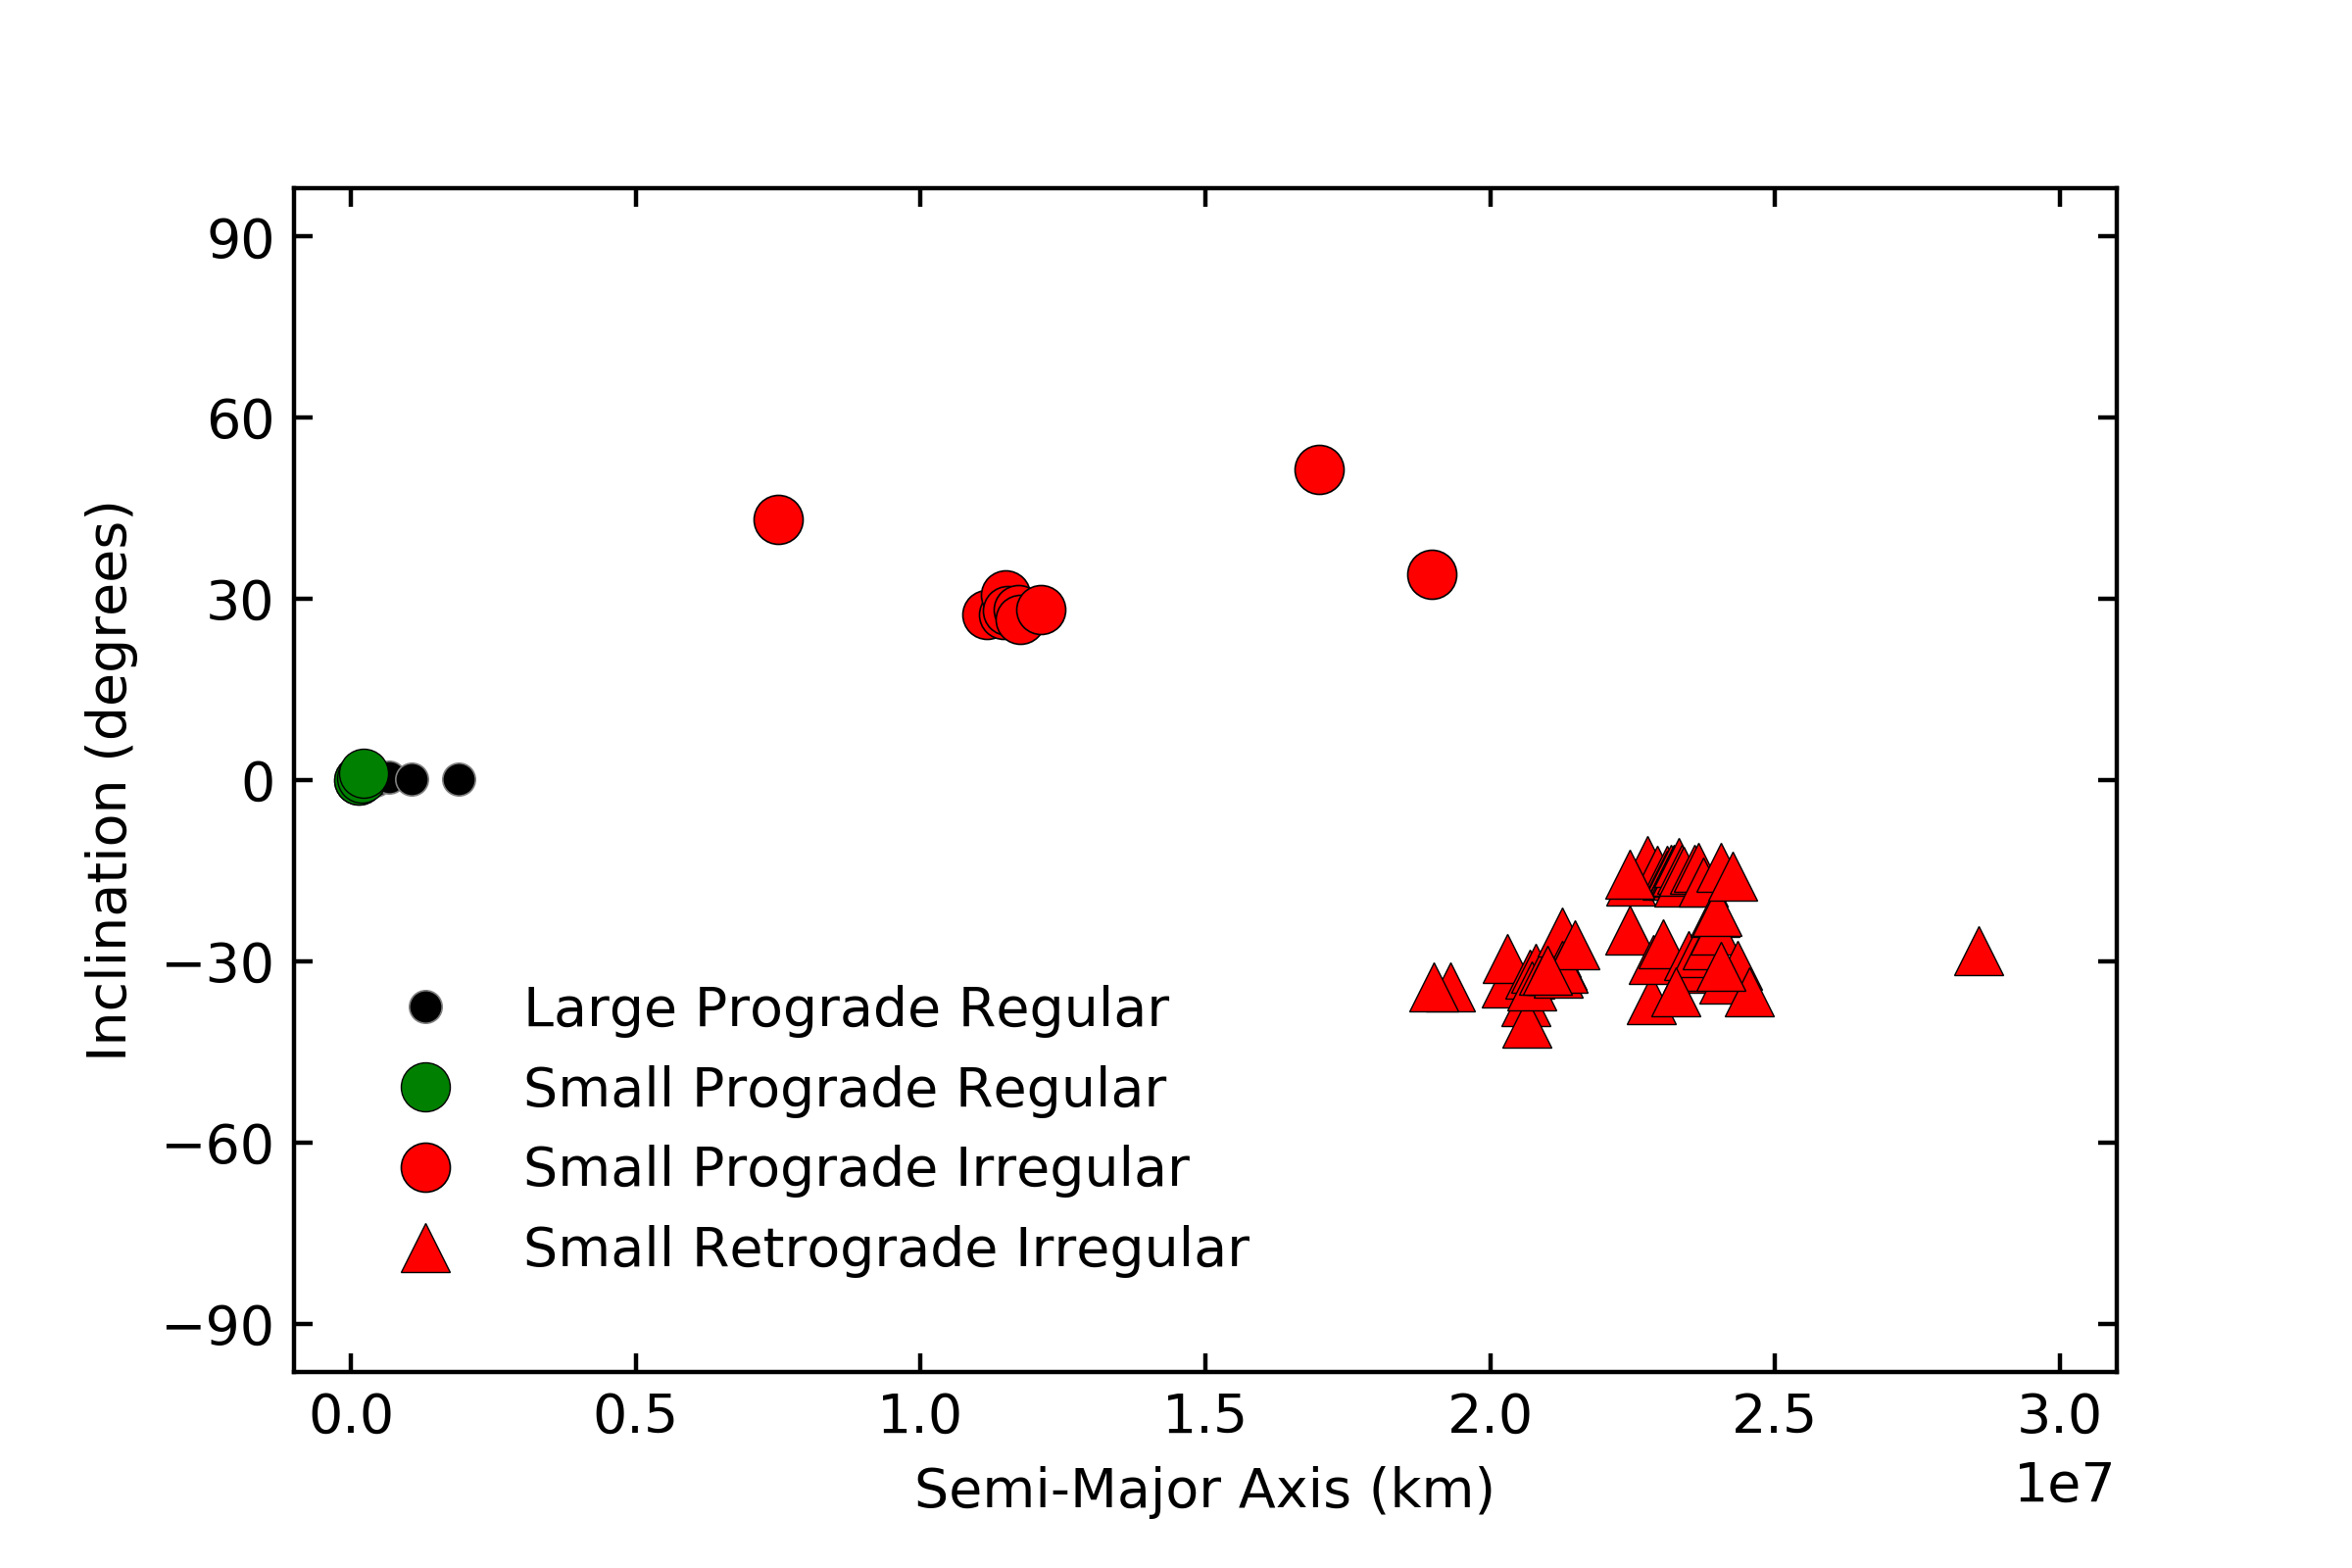 90
60
30
0
−30
−60
−90
Inclination (degrees)
Large Prograde Regular
Small Prograde Regular
Small Prograde Irregular
Small Retrograde Irregular
0.0 0.5 1.0 1.5 2.0 2.5 3.0
Semi-Major Axis (km)
1e7